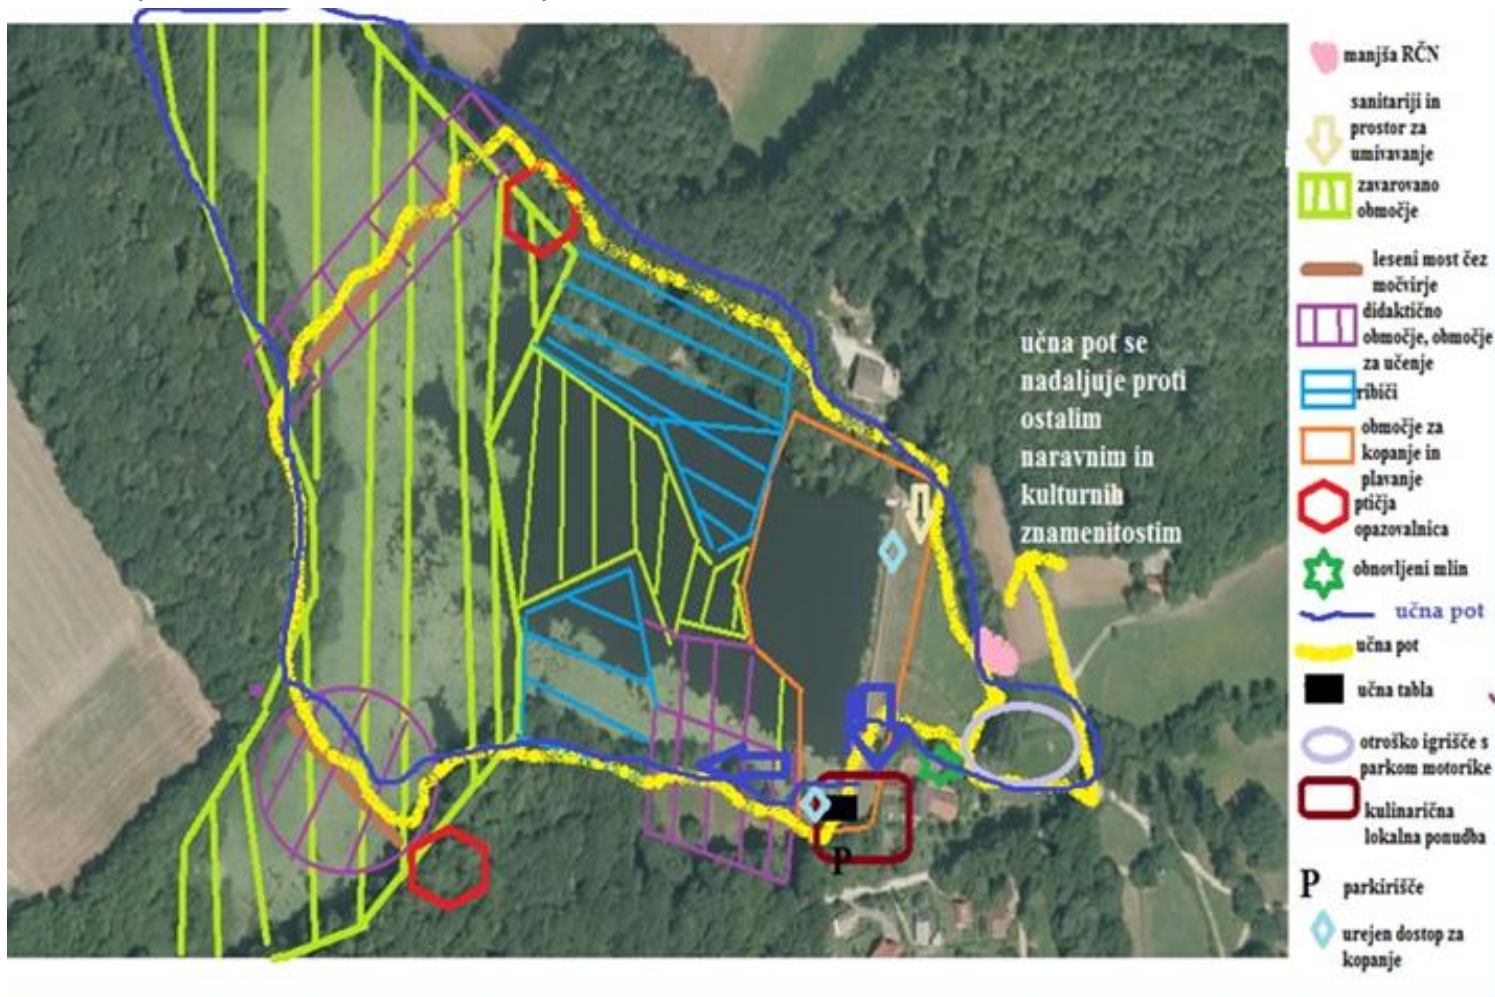 manjša RČN
sanitariji in
prostor za
umivavanje
zavarovano
območje
leseni most čez
močvirje
didaktično
območje, območje
za učenje
ribiči
območje za
kopanje in
plavanje
ptičja
opazovalnica
obnovljeni mlin
učna pot
učna pot
učna tabla
otroško igrišče s
parkom motorike
kulinarična
lokalna ponudba
P parkirišče
urejen dostop za
kopanje
učna pot se
nadaljuje proti
ostalim
naravnim in
kulturnih
znamenitostim
P